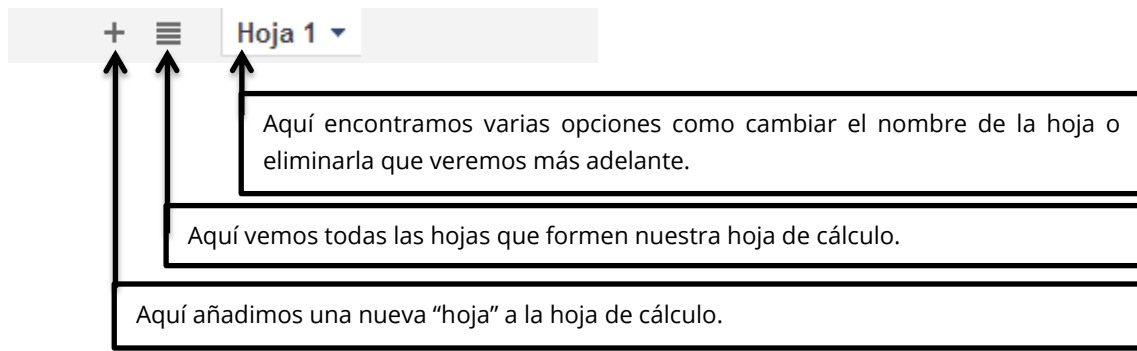 + Hoja 1
Aquí encontramos varias opciones como cambiar el nombre de la hoja o
eliminarla que veremos más adelante.
Aquí vemos todas las hojas que formen nuestra hoja de cálculo.
Aquí añadimos una nueva “hoja” a la hoja de cálculo.